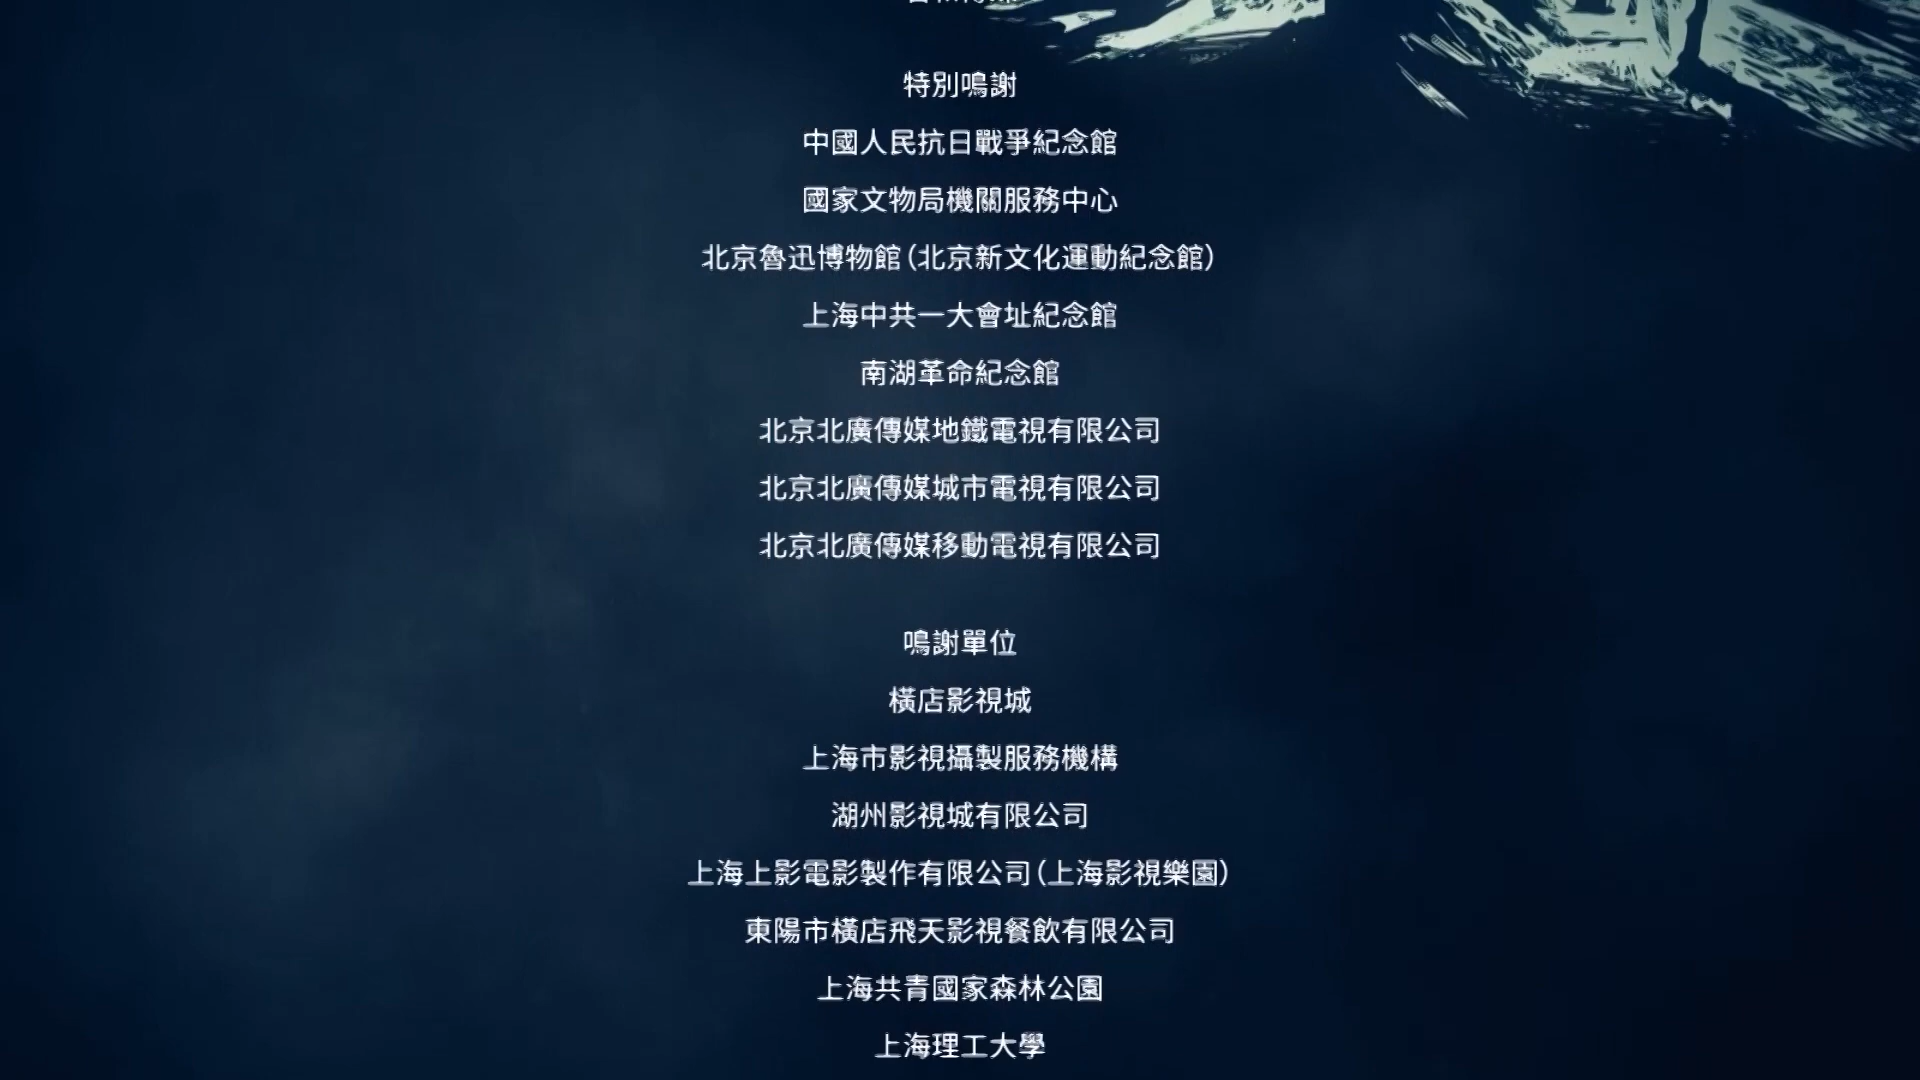 特別鳴謝
中國人民抗日戰爭紀念館
國家文物局機關服務中心
北京魯迅博物館(北京新文化運動紀念館)
上海中共一大會址紀念館
南湖革命紀念館
北京北廣傳媒地鐵電視有限公司
北京北廣傳媒城市電視有限公司
北京北廣傳媒移動電視有限公司
鳴謝單位
橫店影視城
上海市影視攝製服務機構
湖州影視城有限公司
上海上影電影製作有限公司(上海影視樂園)
東陽市橫店飛天影視餐飲有限公司
上海共青國家森林公園
上海理工大學